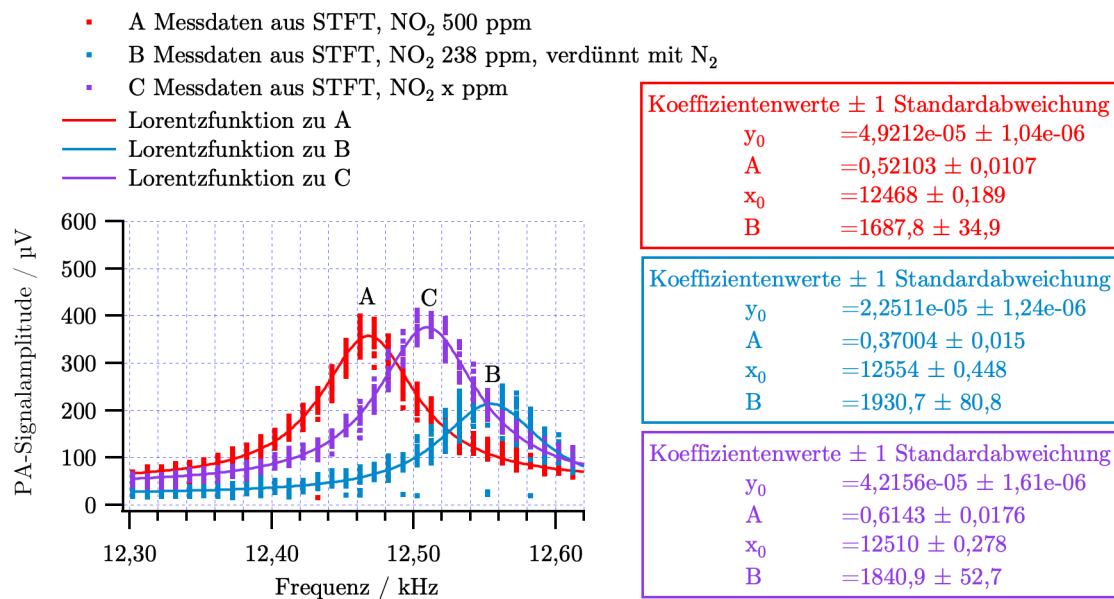 A Messdaten aus STFT, NO₂ 500 ppm
B Messdaten aus STFT, NO₂ 238 ppm, verdünnt mit N₂
C Messdaten aus STFT, NO₂ x ppm
Lorentzfunktion zu A
Lorentzfunktion zu B
Lorentzfunktion zu C
Koeffizientenwerte ± 1 Standardabweichung
y₀ =4,9212e-05 ± 1,04e-06
A =0,52103 ± 0,0107
x₀ =12468 ± 0,189
B =1687,8 ± 34,9
Koeffizientenwerte ± 1 Standardabweichung
y₀ =2,2511e-05 ± 1,24e-06
A =0,37004 ± 0,015
x₀ =12554 ± 0,448
B =1930,7 ± 80,8
Koeffizientenwerte ± 1 Standardabweichung
y₀ =4,2156e-05 ± 1,61e-06
A =0,6143 ± 0,0176
x₀ =12510 ± 0,278
B =1840,9 ± 52,7
PA-Signalamplitude / µV
600
500
400
300
200
100
0
A
C
B
12,30 12,40 12,50 12,60
Frequenz / kHz